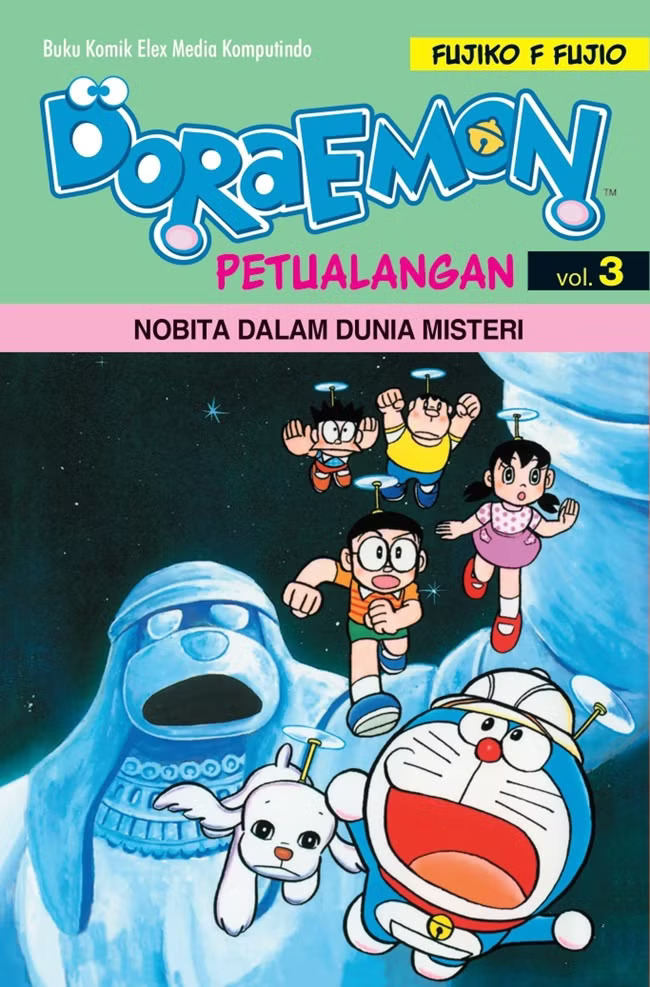 Buku Komik Elex Media Komputindo
FUJIKO F FUJIO
DORAEMON
TM
PETUALANGAN
vol. 3
NOBITA DALAM DUNIA MISTERI